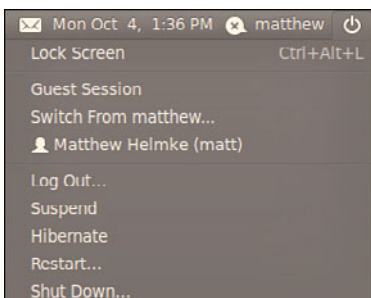 Mon Oct 4, 1:36 PM matthew
Lock Screen Ctrl+Alt+L
Guest Session
Switch From matthew...
Matthew Helmke (matt)
Log Out...
Suspend
Hibernate
Restart...
Shut Down...